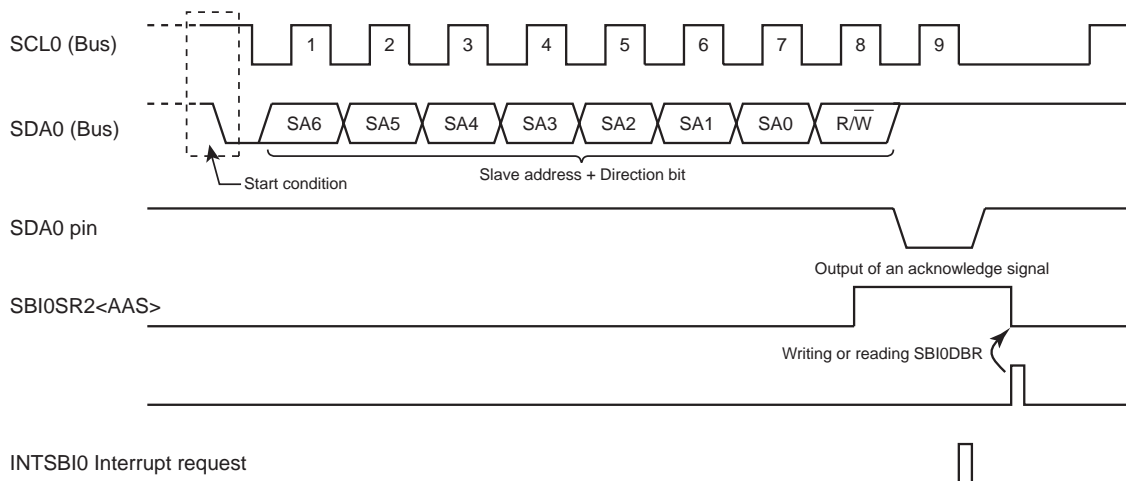 SCL0 (Bus)
1 2 3 4 5 6 7 8 9
SDA0 (Bus)
SA6 SA5 SA4 SA3 SA2 SA1 SA0 R/W̅
Start condition
Slave address + Direction bit
SDA0 pin
Output of an acknowledge signal
SBI0SR2<AAS>
Writing or reading SBI0DBR
INTSBI0 Interrupt request